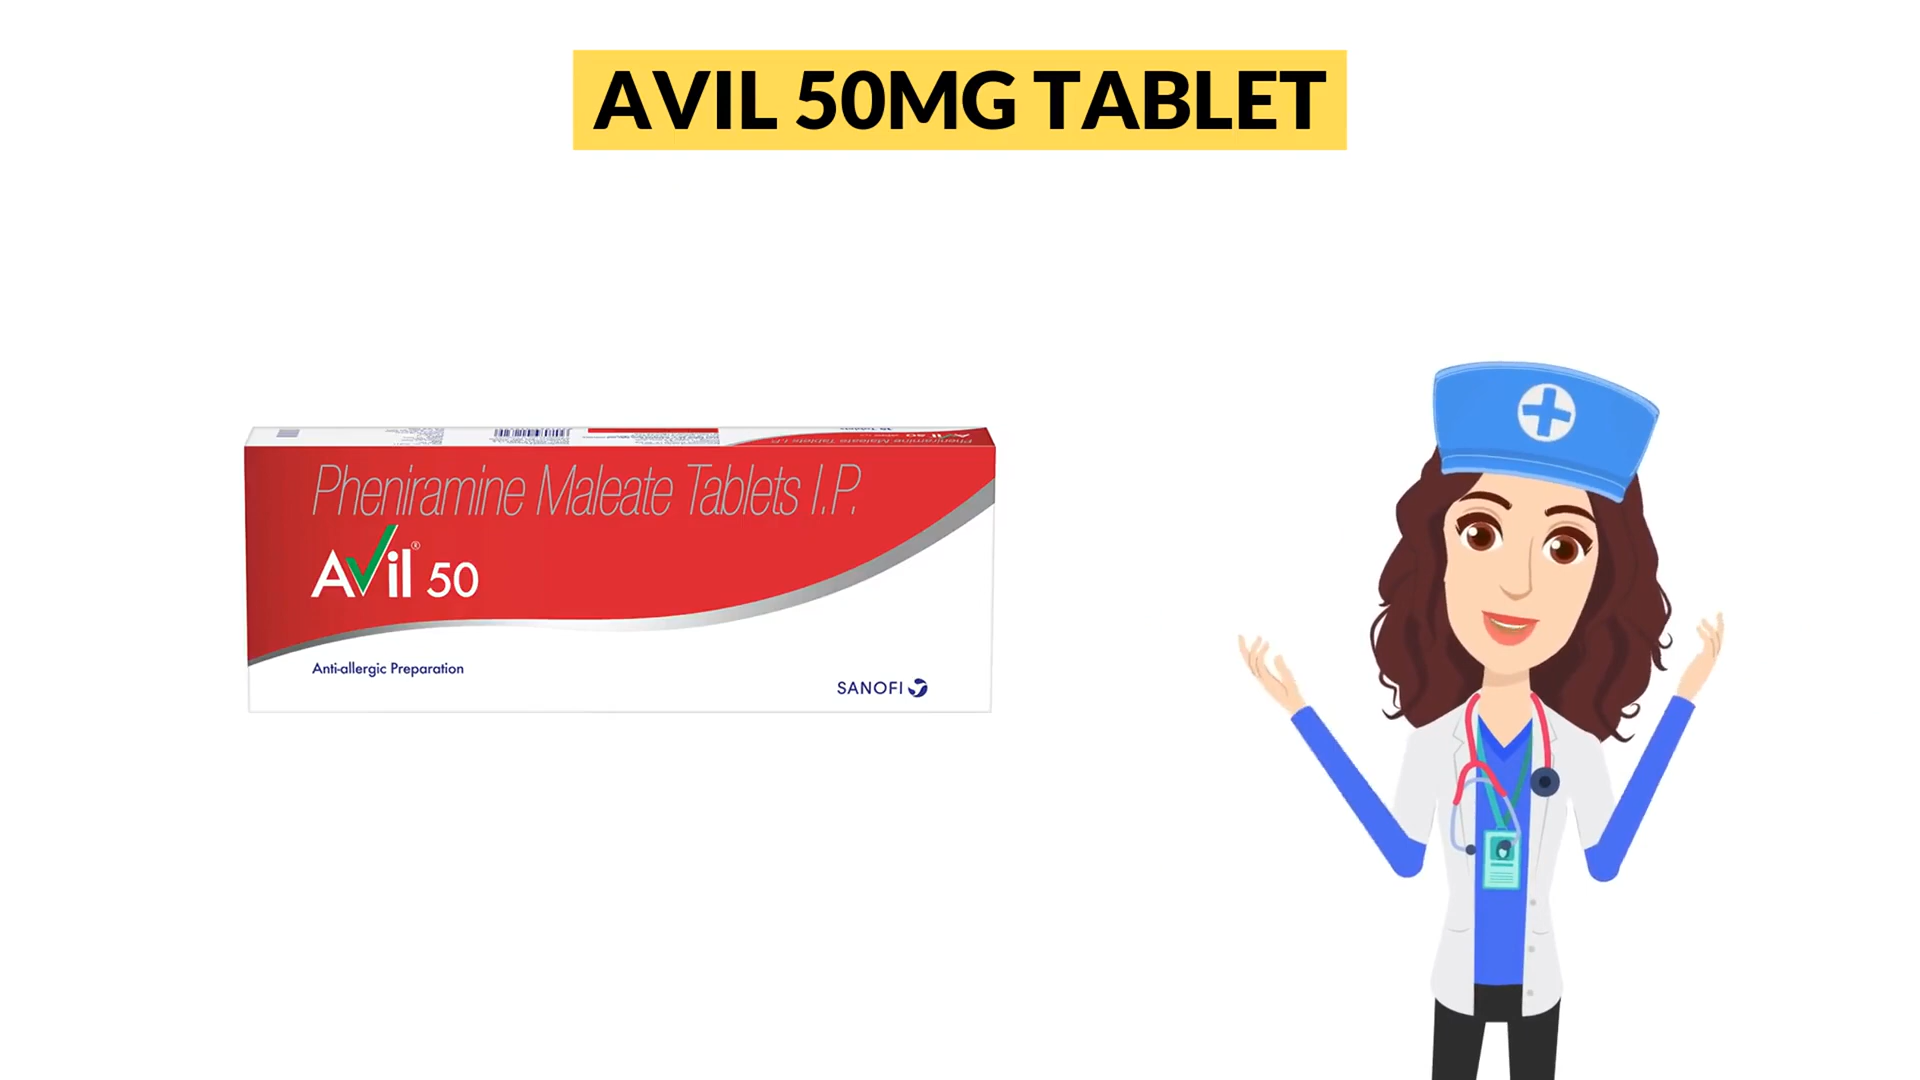 AVIL 50MG TABLET
Pheniramine Maleate Tablets I.P.
Avil® 50
Anti-allergic Preparation
SANOFI